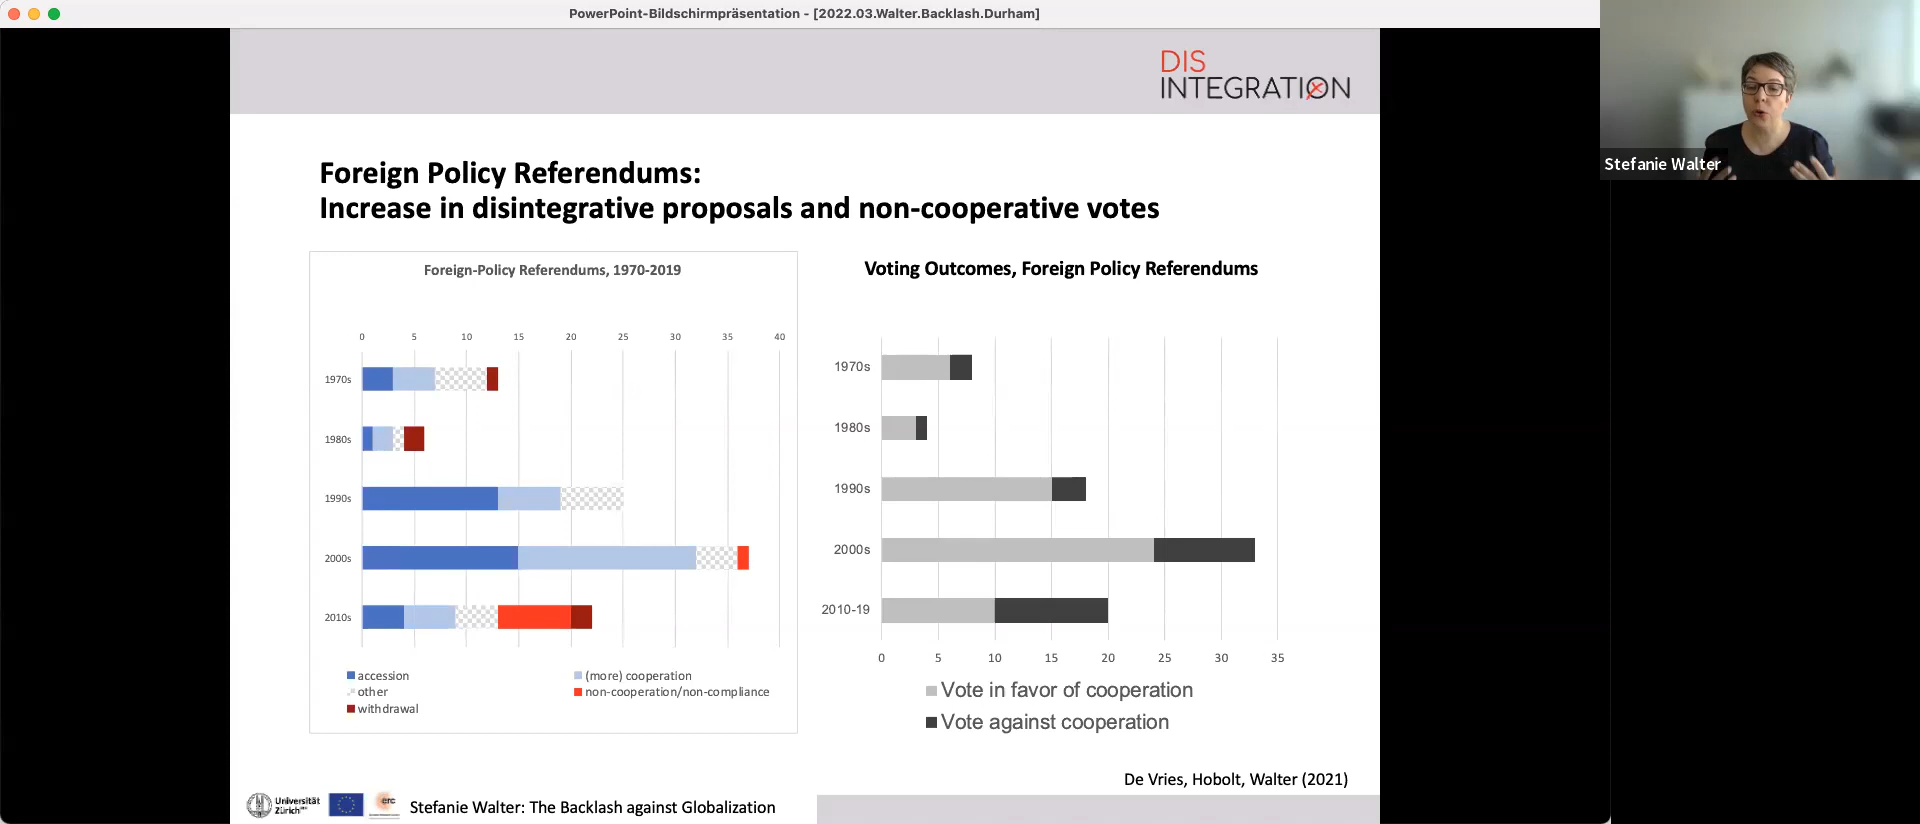 PowerPoint-Bildschirmpräsentation - [2022.03.Walter.Backlash.Durham]
Stefanie Walter
DIS
INTEGRATION
Foreign Policy Referendums:
Increase in disintegrative proposals and non-cooperative votes
Foreign-Policy Referendums, 1970-2019
0 5 10 15 20 25 30 35 40
1970s
1980s
1990s
2000s
2010s
accession
(more) cooperation
other
non-cooperation/non-compliance
withdrawal
Voting Outcomes, Foreign Policy Referendums
1970s
1980s
1990s
2000s
2010-19
0 5 10 15 20 25 30 35
Vote in favor of cooperation
Vote against cooperation
De Vries, Hobolt, Walter (2021)
Universität
Zürich
erc
Stefanie Walter: The Backlash against Globalization